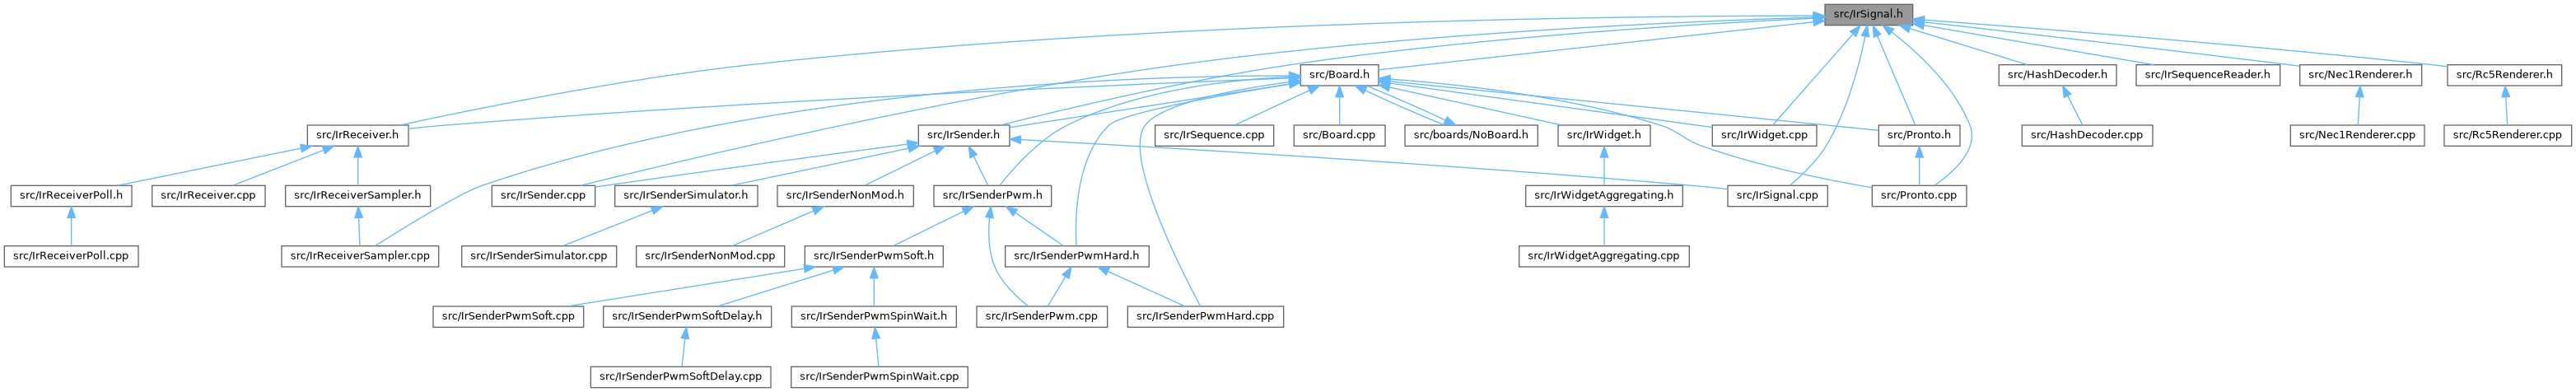 src/IrSignal.h
src/Board.h
src/HashDecoder.h
src/IrSequenceReader.h
src/Nec1Renderer.h
src/Rc5Renderer.h
src/IrReceiver.h
src/IrSender.h
src/IrSequence.cpp
src/Board.cpp
src/boards/NoBoard.h
src/IrWidget.h
src/IrWidget.cpp
src/Pronto.h
src/HashDecoder.cpp
src/Nec1Renderer.cpp
src/Rc5Renderer.cpp
src/IrReceiverPoll.h
src/IrReceiver.cpp
src/IrReceiverSampler.h
src/IrSender.cpp
src/IrSenderSimulator.h
src/IrSenderNonMod.h
src/IrSenderPwm.h
src/IrWidgetAggregating.h
src/IrSignal.cpp
src/Pronto.cpp
src/IrReceiverPoll.cpp
src/IrReceiverSampler.cpp
src/IrSenderSimulator.cpp
src/IrSenderNonMod.cpp
src/IrSenderPwmSoft.h
src/IrSenderPwmHard.h
src/IrWidgetAggregating.cpp
src/IrSenderPwmSoft.cpp
src/IrSenderPwmSoftDelay.h
src/IrSenderPwmSpinWait.h
src/IrSenderPwm.cpp
src/IrSenderPwmHard.cpp
src/IrSenderPwmSoftDelay.cpp
src/IrSenderPwmSpinWait.cpp